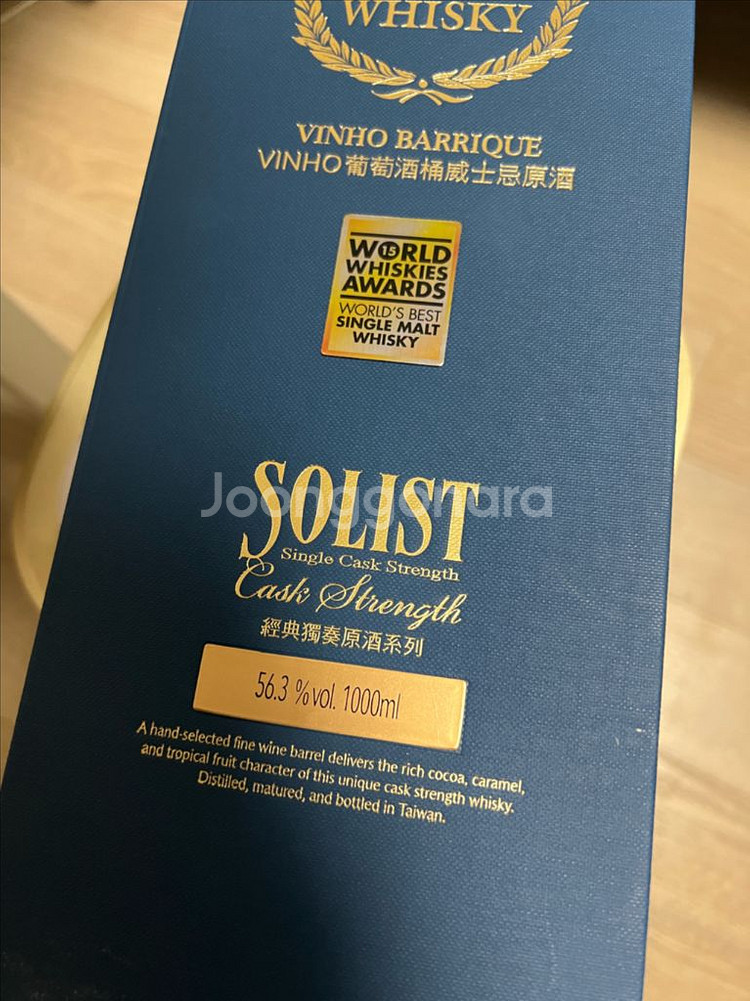 WHISKY
VINHO BARRIQUE
VINHO葡萄酒桶威士忌原酒
WORLD
15
WHISKIES
AWARDS
WORLD'S BEST
SINGLE MALT
WHISKY
SOLIST
Joonggonara
Single Cask Strength
Cask Strength
經典獨奏原酒系列
56.3 %vol. 1000ml
A hand-selected fine wine barrel delivers the rich cocoa, caramel,
and tropical fruit character of this unique cask strength whisky.
Distilled, matured, and bottled in Taiwan.